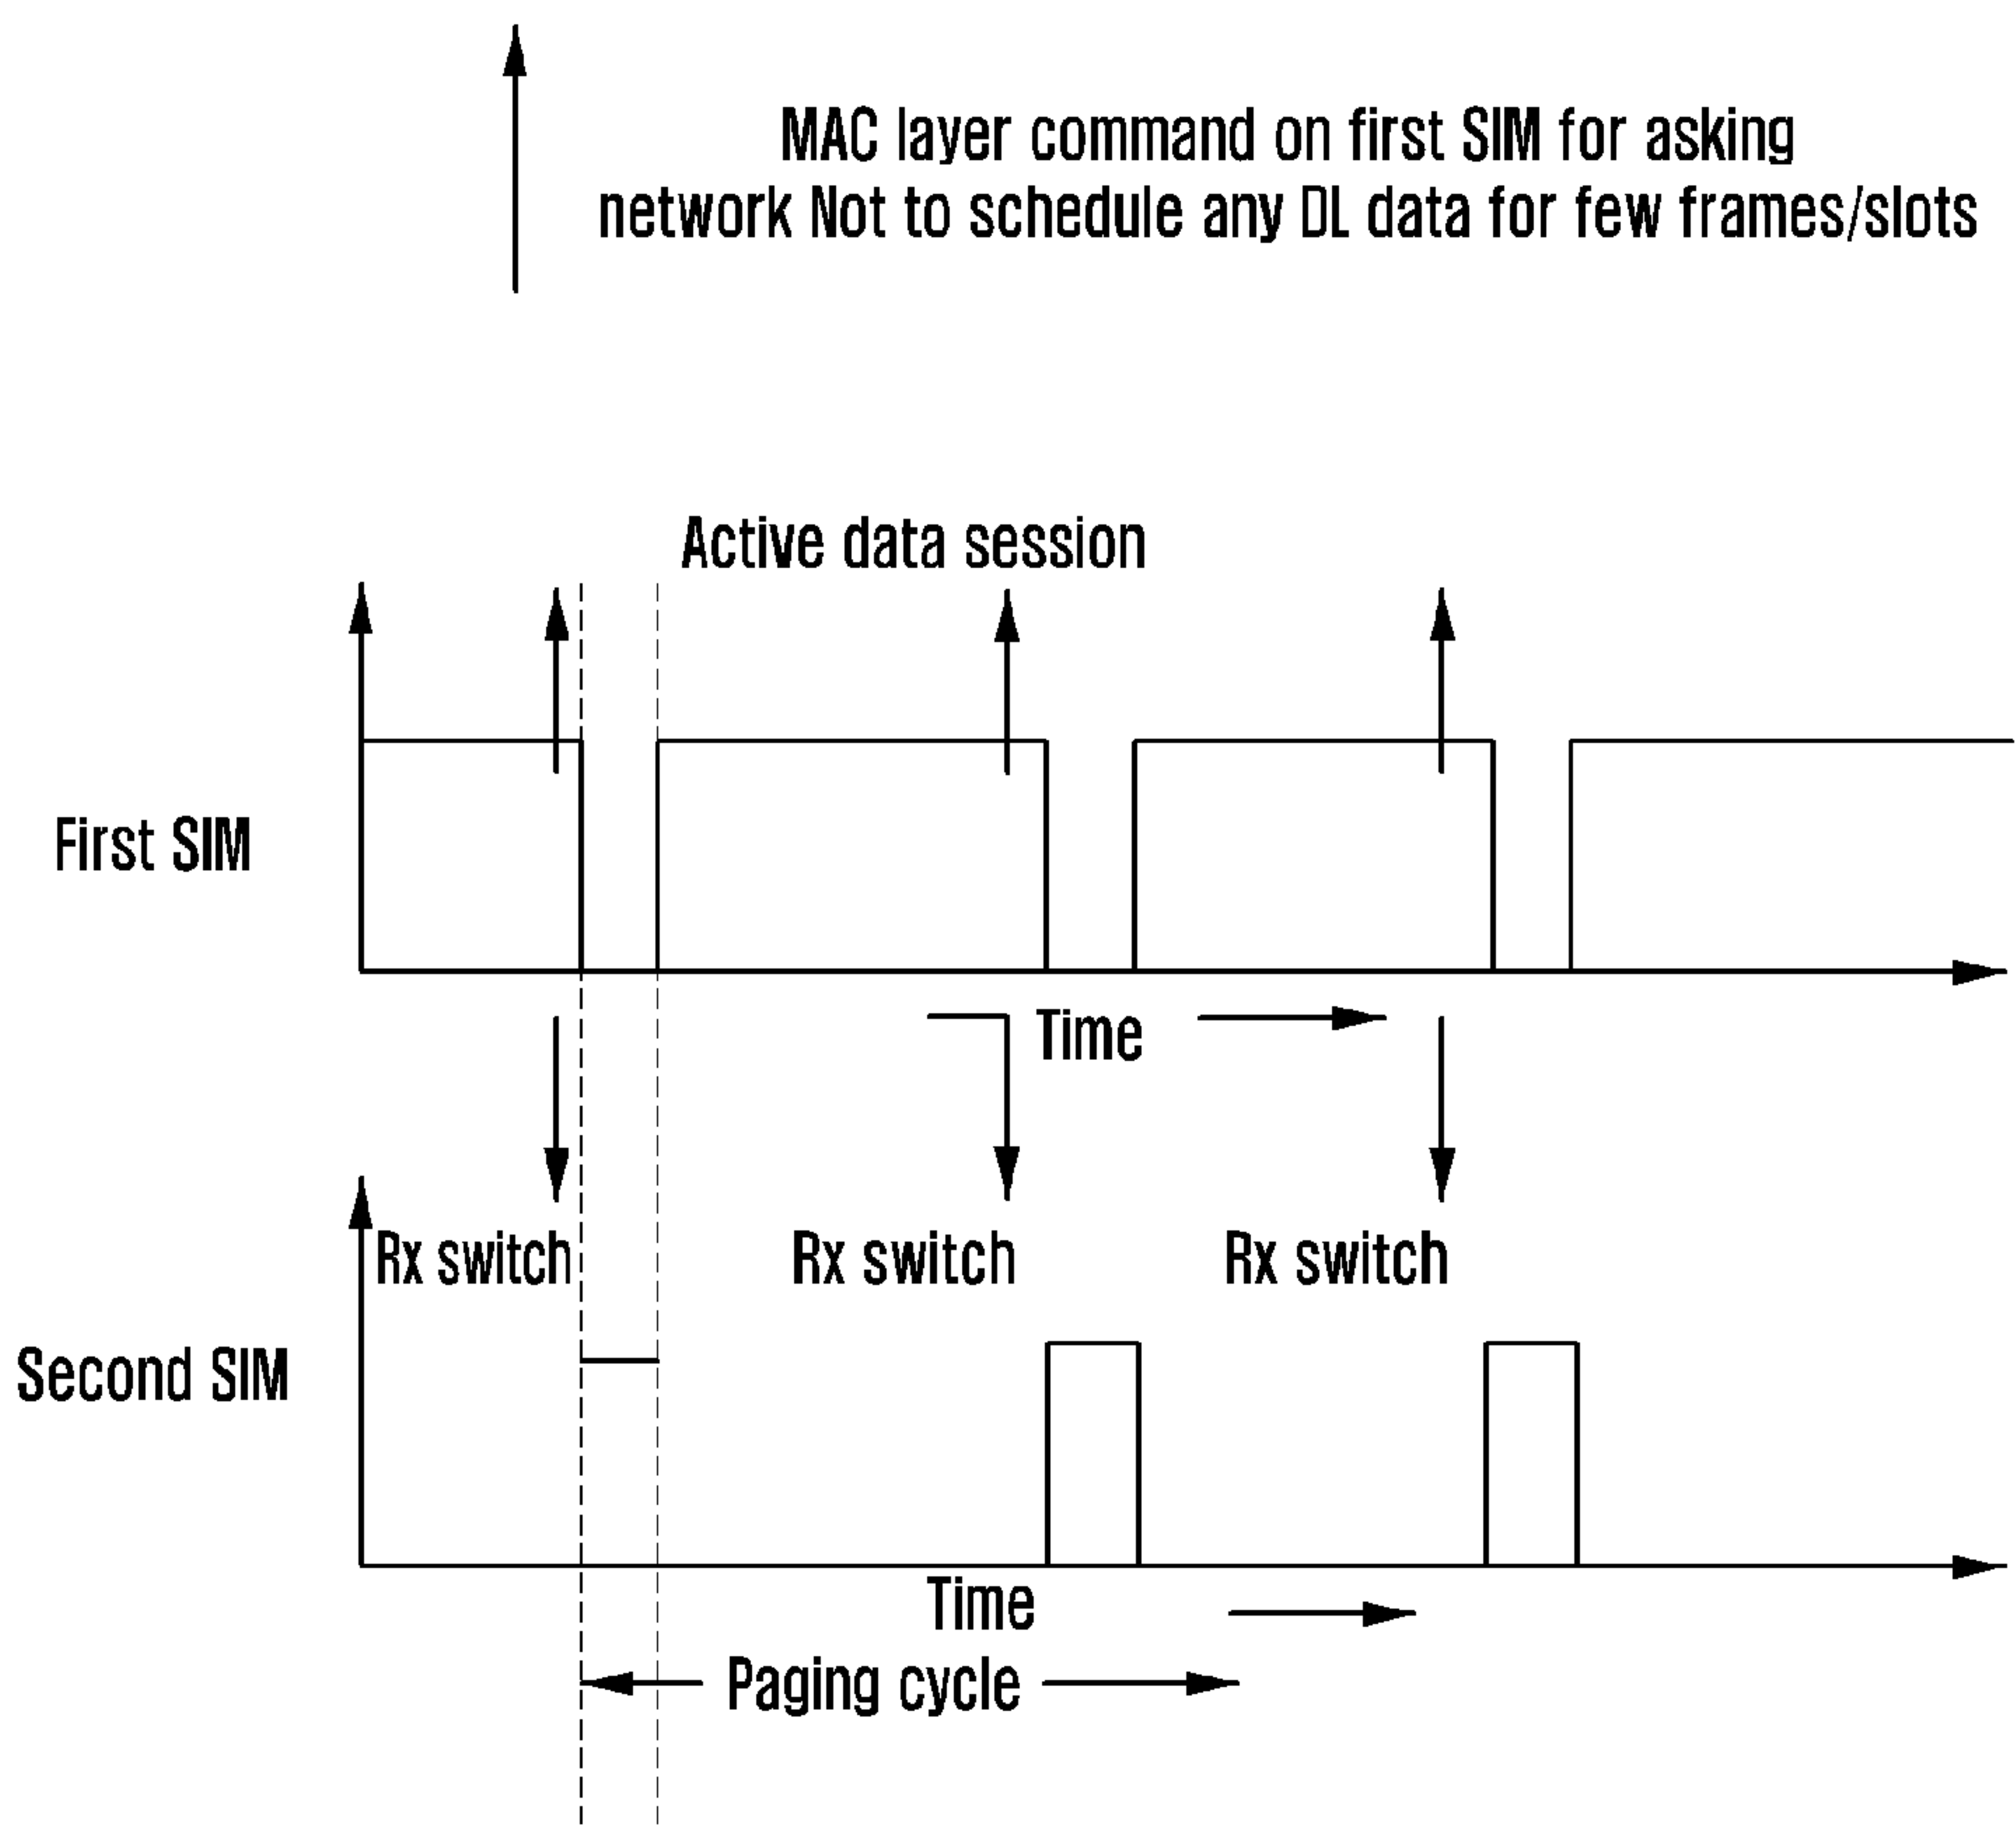 MAC layer command on first SIM for asking
network Not to schedule any DL data for few frames/slots
Active data session
First SIM
Time
Rx switch
Rx switch
Rx switch
Second SIM
Time
Paging cycle